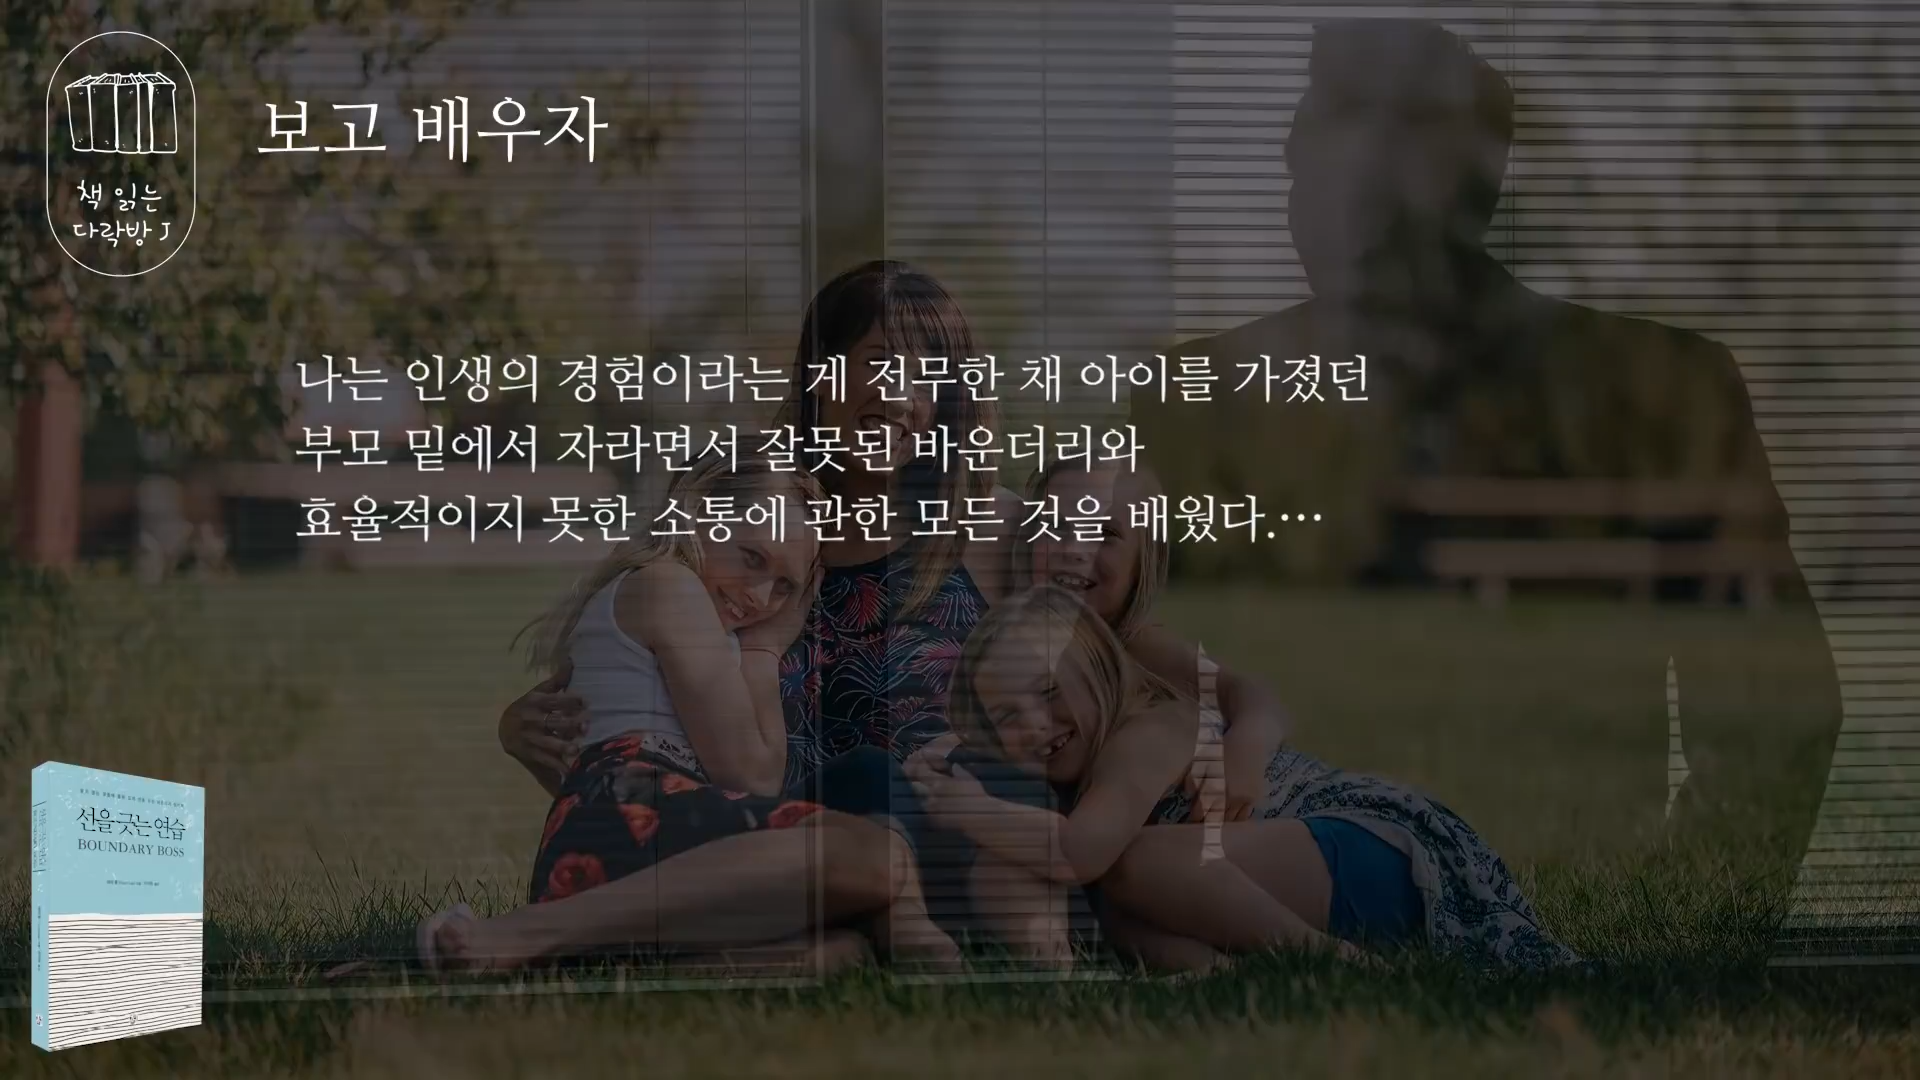 책 읽는
다락방 J
보고 배우자
나는 인생의 경험이라는 게 전무한 채 아이를 가졌던
부모 밑에서 자라면서 잘못된 바운더리와
효율적이지 못한 소통에 관한 모든 것을 배웠다.…
선을 긋는 연습
BOUNDARY BOSS